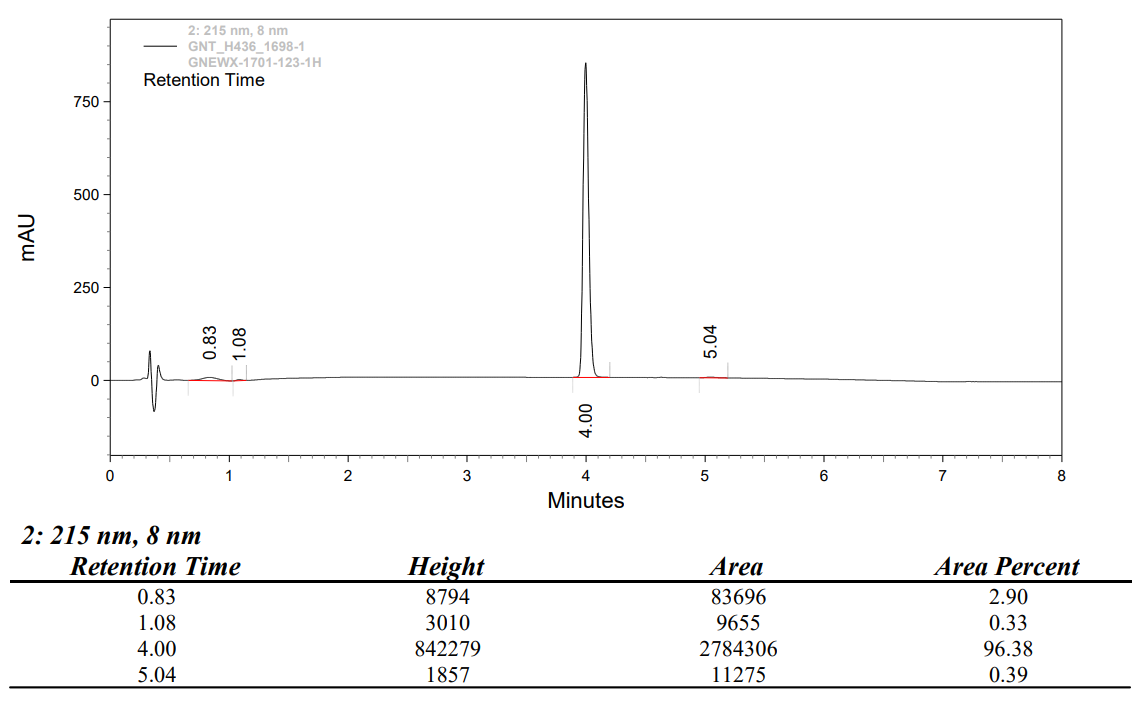 2: 215 nm, 8 nm
GNT_H436_1698-1
GNEWX-1701-123-1H
Retention Time
750
500
250
0
mAU
0.83
1.08
4.00
5.04
0 1 2 3 4 5 6 7 8
Minutes
2: 215 nm, 8 nm
Retention Time Height Area Area Percent
0.83 8794 83696 2.90
1.08 3010 9655 0.33
4.00 842279 2784306 96.38
5.04 1857 11275 0.39